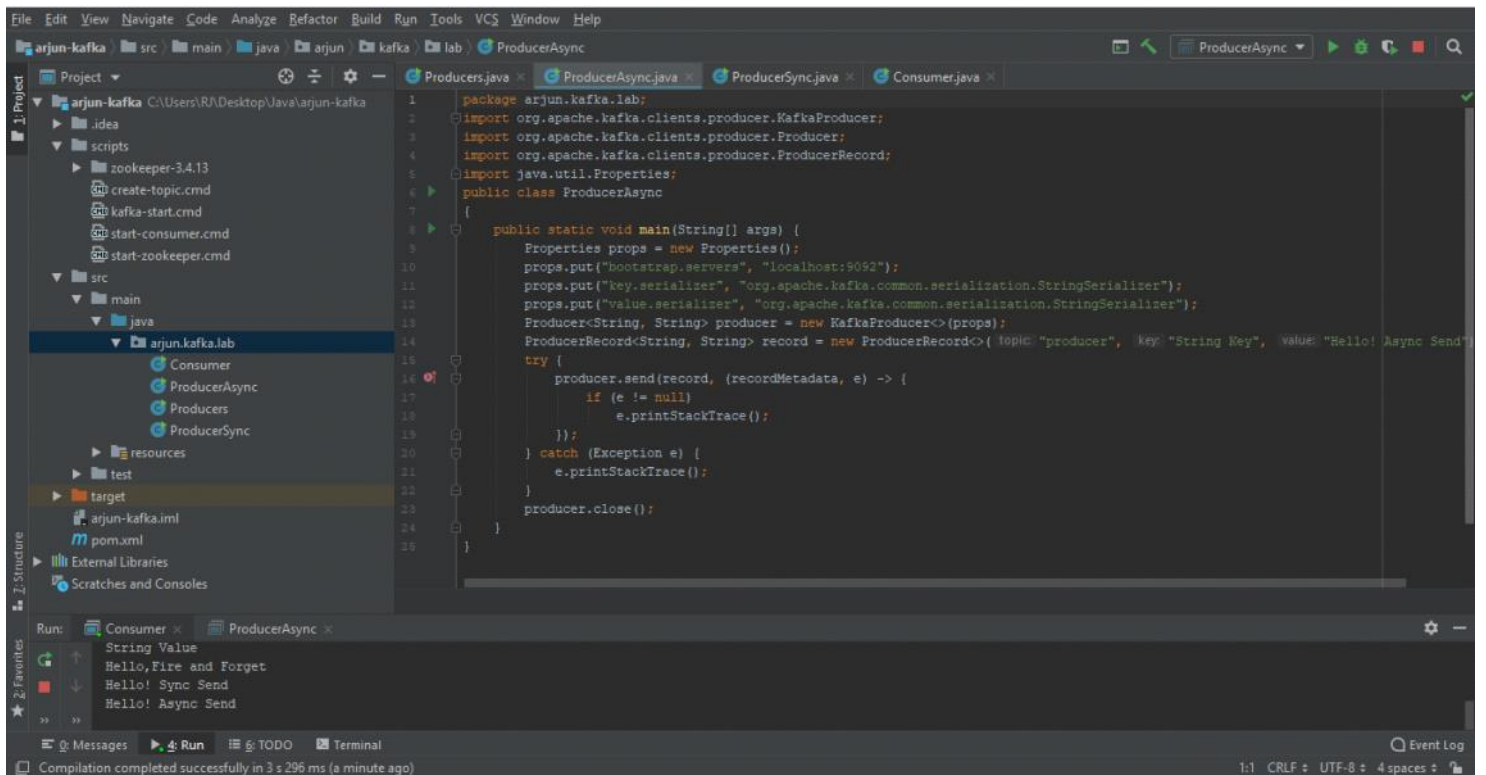 File Edit View Navigate Code Analyze Refactor Build Run Tools VCS Window Help
arjun-kafka src main java arjun kafka lab ProducerAsync
ProducerAsync
1: Project
Project
Producers.java
ProducerAsync.java
ProducerSync.java
Consumer.java
arjun-kafka C:\Users\RJ\Desktop\Java\arjun-kafka
.idea
scripts
zookeeper-3.4.13
create-topic.cmd
kafka-start.cmd
start-consumer.cmd
start-zookeeper.cmd
src
main
java
arjun.kafka.lab
Consumer
ProducerAsync
Producers
ProducerSync
resources
test
target
arjun-kafka.iml
pom.xml
External Libraries
Scratches and Consoles
1 package arjun.kafka.lab;
2 import org.apache.kafka.clients.producer.KafkaProducer;
3 import org.apache.kafka.clients.producer.Producer;
4 import org.apache.kafka.clients.producer.ProducerRecord;
5 import java.util.Properties;
6 public class ProducerAsync
7 {
8 public static void main(String[] args) {
9 Properties props = new Properties();
10 props.put("bootstrap.servers", "localhost:9092");
11 props.put("key.serializer", "org.apache.kafka.common.serialization.StringSerializer");
12 props.put("value.serializer", "org.apache.kafka.common.serialization.StringSerializer");
13 Producer<String, String> producer = new KafkaProducer<>(props);
14 ProducerRecord<String, String> record = new ProducerRecord<>( topic: "producer", key: "String Key", value: "Hello! Async Send")
15 try {
16 producer.send(record, (recordMetadata, e) -> {
17 if (e != null)
18 e.printStackTrace();
19 });
20 } catch (Exception e) {
21 e.printStackTrace();
22 }
23 producer.close();
24 }
25 }
7: Structure
2: Favorites
Run: Consumer ProducerAsync
String Value
Hello,Fire and Forget
Hello! Sync Send
Hello! Async Send
0: Messages 4: Run 6: TODO Terminal
Event Log
Compilation completed successfully in 3 s 296 ms (a minute ago)
1:1 CRLF UTF-8 4 spaces